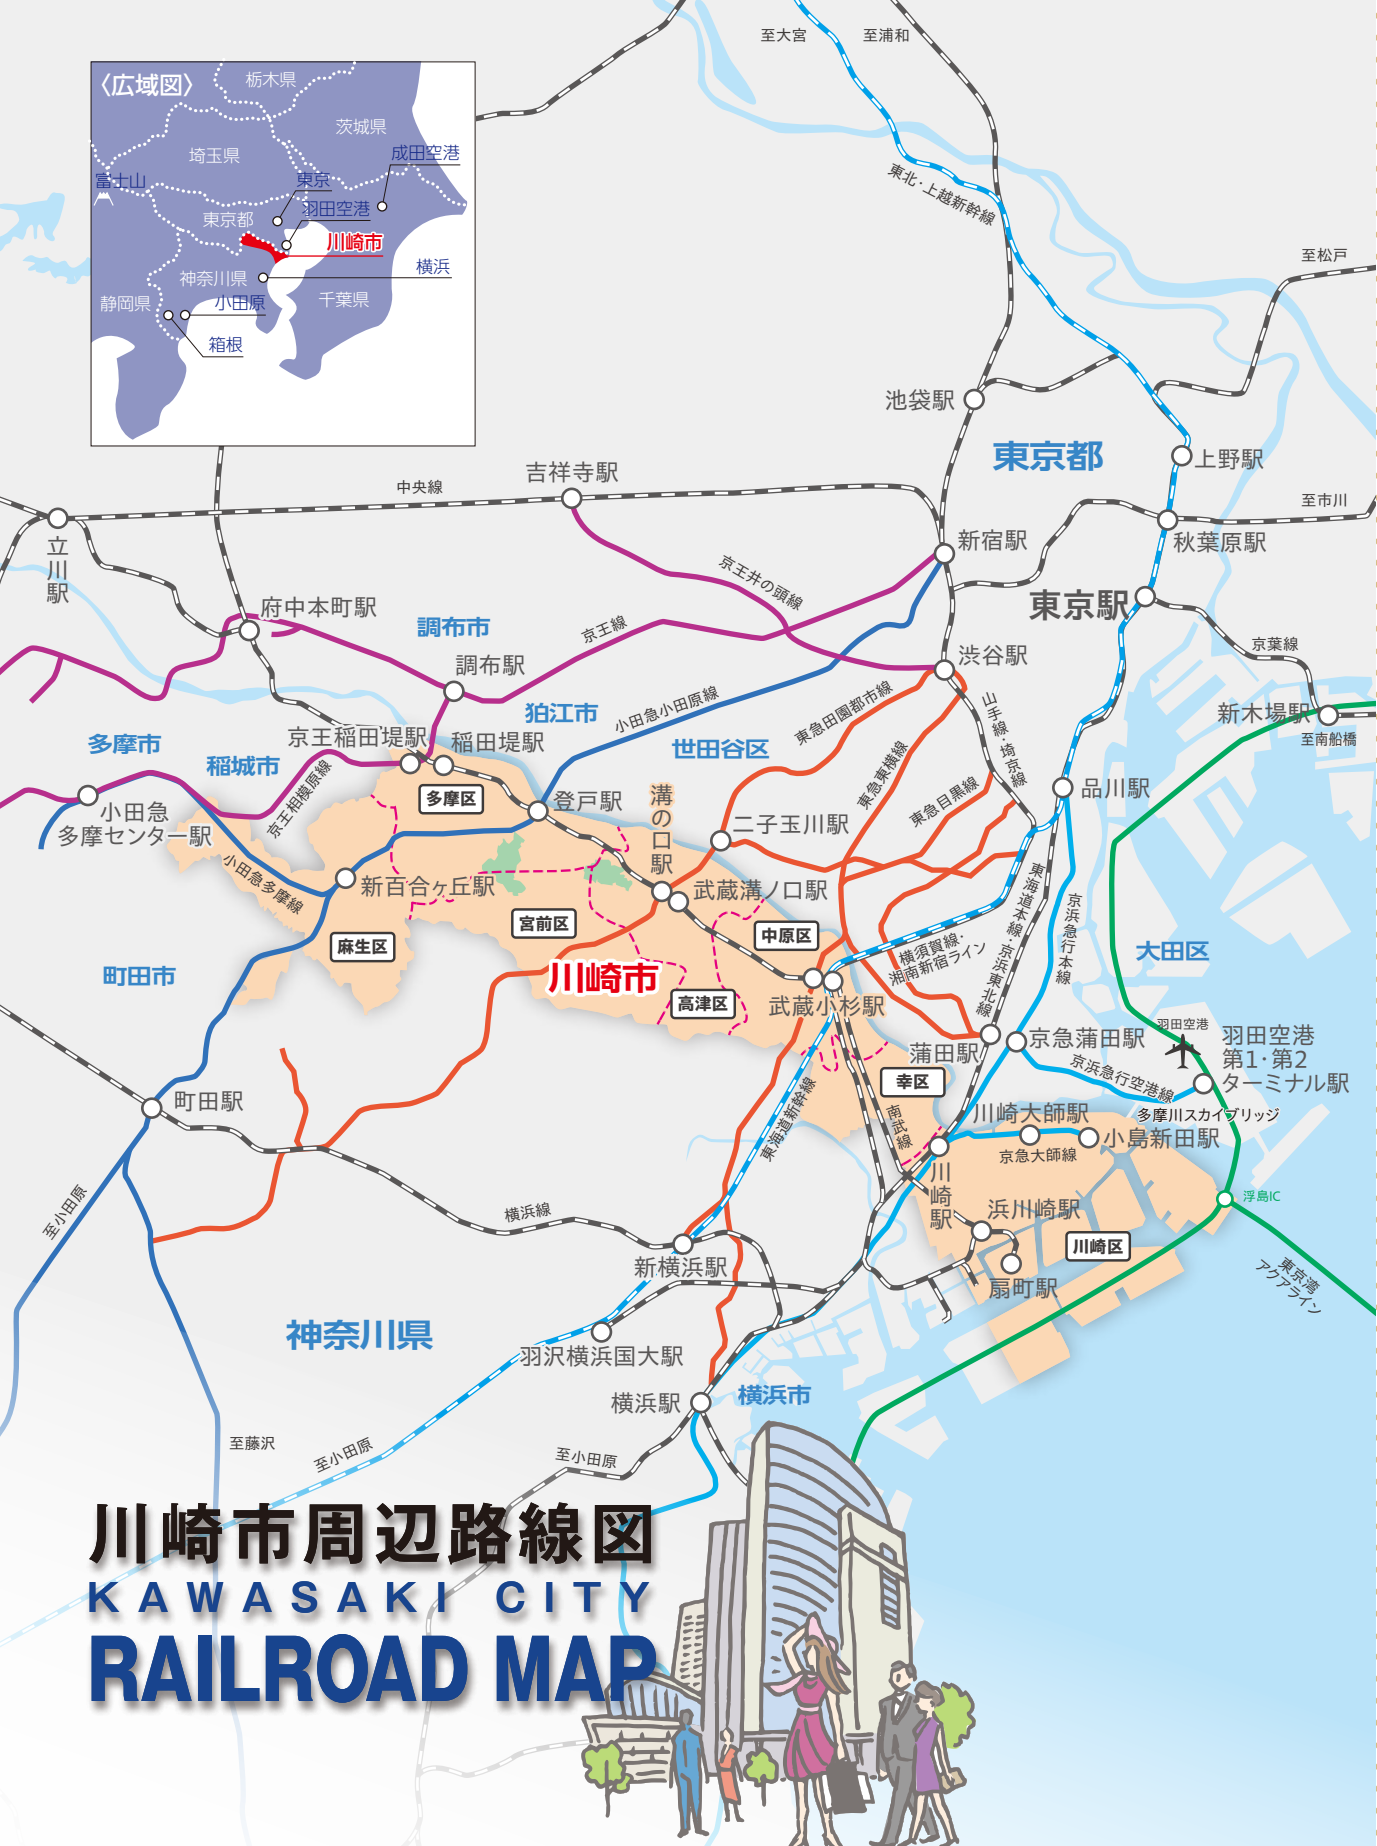 至大宮
至浦和
〈広域図〉
栃木県
茨城県
埼玉県
成田空港
富士山
東京
羽田空港
東京都
川崎市
横浜
神奈川県
静岡県
小田原
千葉県
箱根
東北・上越新幹線
至松戸
池袋駅
東京都
上野駅
吉祥寺駅
中央線
至市川
立川駅
新宿駅
秋葉原駅
京王井の頭線
東京駅
府中本町駅
調布市
京王線
調布駅
渋谷駅
京葉線
狛江市
小田急小田原線
東急田園都市線
山手線・埼京線
新木場駅
至南船橋
多摩市
稲城市
京王稲田堤駅
稲田堤駅
世田谷区
東急東横線
京王相模原線
多摩区
登戸駅
溝の口駅
東急目黒線
品川駅
小田急
多摩センター駅
二子玉川駅
小田急多摩線
新百合ヶ丘駅
武蔵溝ノ口駅
東海道本線・京浜東北線
京浜急行本線
宮前区
中原区
麻生区
横須賀線・
湘南新宿ライン
大田区
町田市
川崎市
高津区
武蔵小杉駅
羽田空港
京急蒲田駅
羽田空港
第1・第2
ターミナル駅
蒲田駅
京浜急行空港線
幸区
町田駅
東海道新幹線
南武線
川崎大師駅
多摩川スカイブリッジ
小島新田駅
京急大師線
川崎駅
至小田原
横浜線
浜川崎駅
浮島IC
川崎区
新横浜駅
扇町駅
東京湾
アクアライン
神奈川県
羽沢横浜国大駅
横浜駅
横浜市
至藤沢
至小田原
至小田原
川崎市周辺路線図
KAWASAKI CITY
RAILROAD MAP